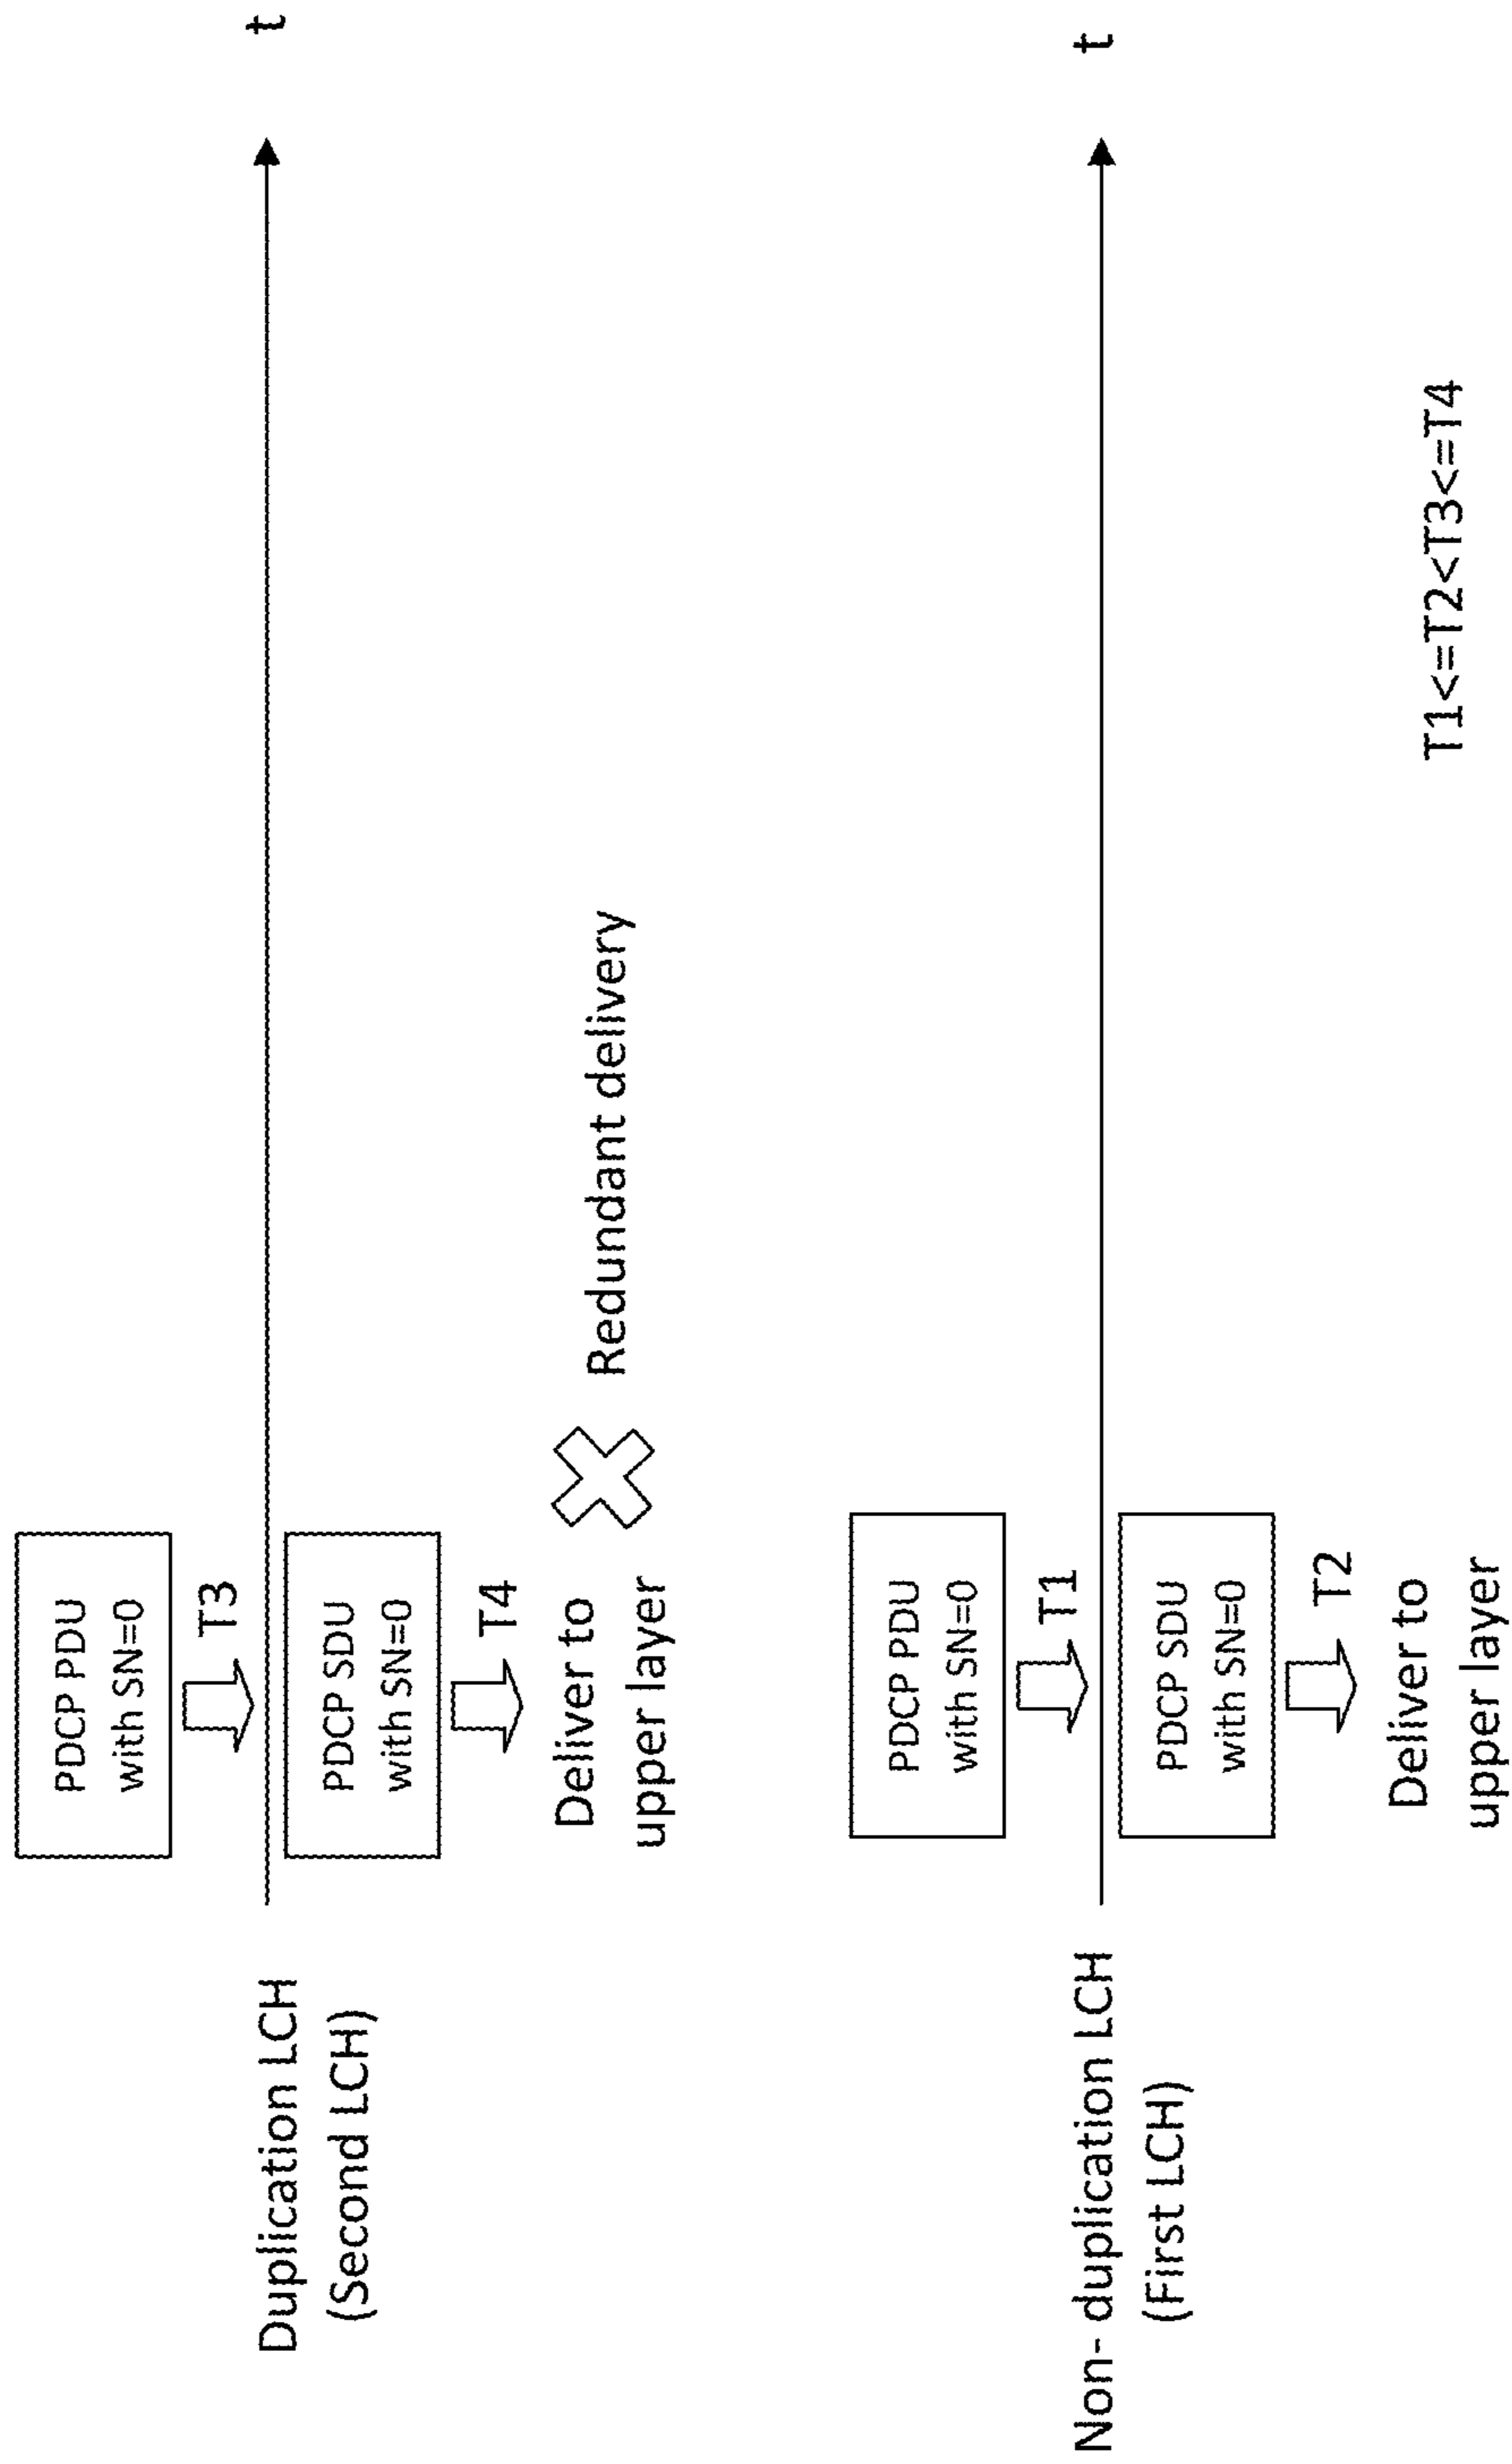 PDCP PDU
with SN=0
T3
t
Duplication LCH
(Second LCH)
PDCP SDU
with SN=0
T4
Deliver to
upper layer
Redundant delivery
PDCP PDU
with SN=0
T1
t
Non- duplication LCH
(First LCH)
PDCP SDU
with SN=0
T2
Deliver to
upper layer
T1<=T2<T3<=T4